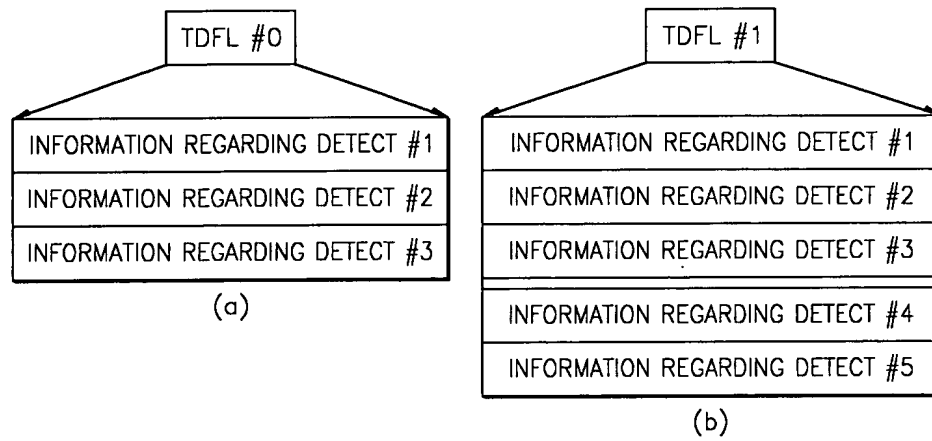 TDFL #0
INFORMATION REGARDING DETECT #1
INFORMATION REGARDING DETECT #2
INFORMATION REGARDING DETECT #3
(a)
TDFL #1
INFORMATION REGARDING DETECT #1
INFORMATION REGARDING DETECT #2
INFORMATION REGARDING DETECT #3
INFORMATION REGARDING DETECT #4
INFORMATION REGARDING DETECT #5
(b)